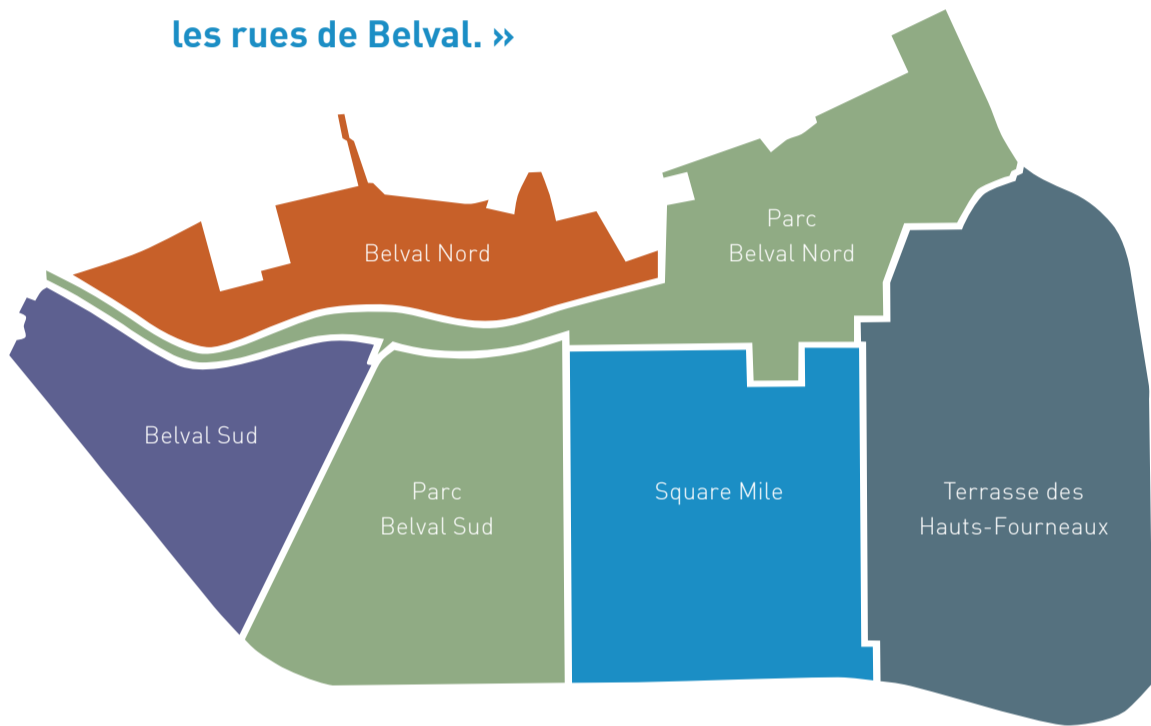 les rues de Belval. »
Parc
Belval Nord
Belval Nord
Belval Sud
Parc
Belval Sud
Square Mile
Terrasse des
Hauts-Fourneaux